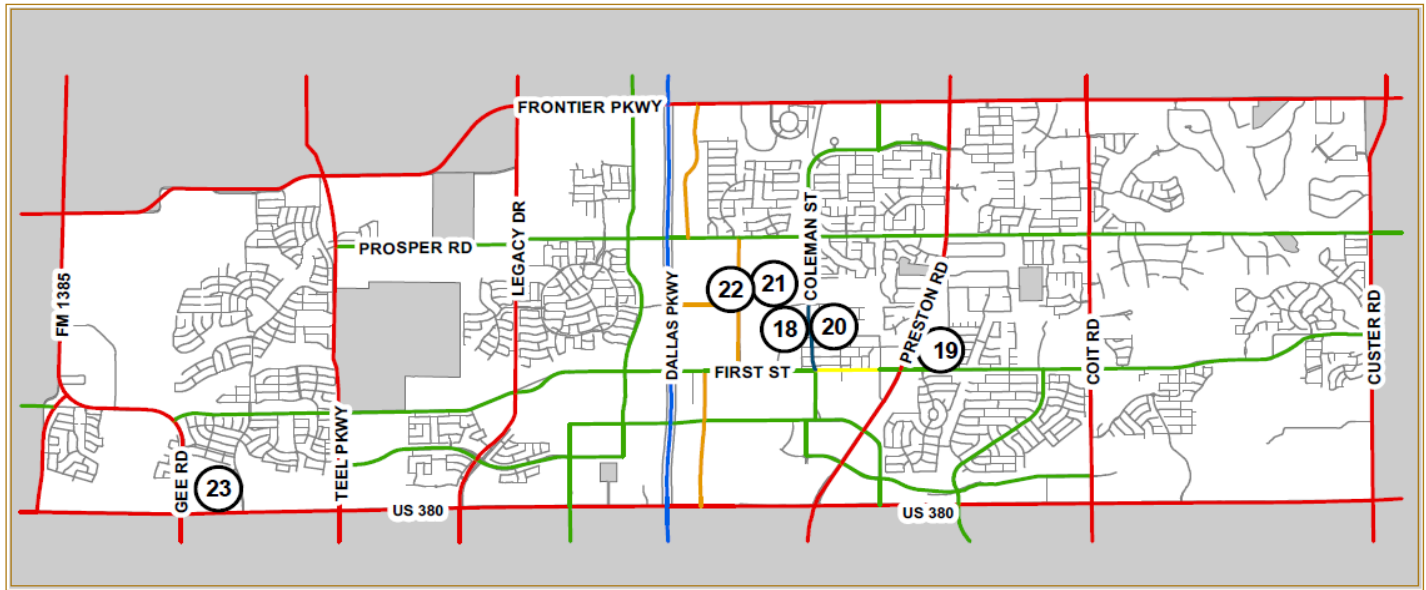 FRONTIER PKWY
PROSPER RD
LEGACY DR
COLEMAN ST
FM 1385
DALLAS PKWY
22
21
18
20
PRESTON RD
19
COIT RD
CUSTER RD
FIRST ST
TEEL PKWY
GEE RD
23
US 380
US 380